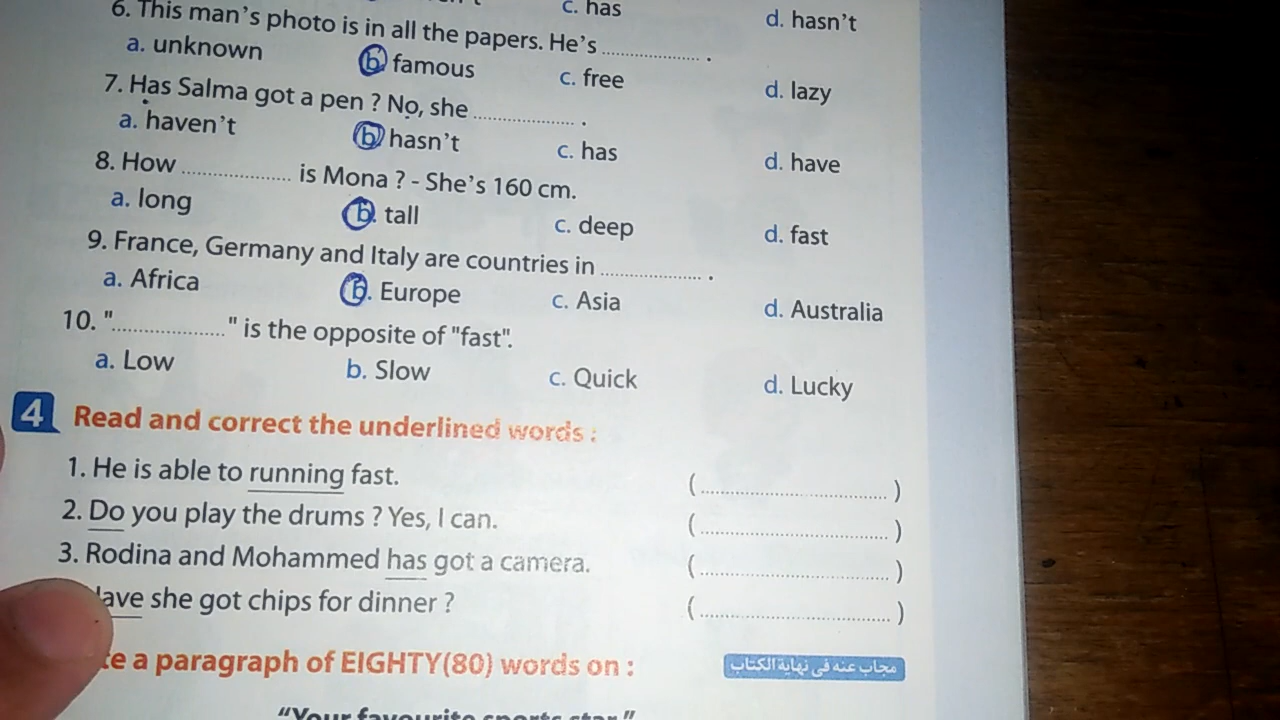 c. has d. hasn't
6. This man's photo is in all the papers. He's .................... .
a. unknown b. famous c. free d. lazy
7. Has Salma got a pen ? No, she .................... .
a. haven't b. hasn't c. has d. have
8. How .................... is Mona ? - She's 160 cm.
a. long b. tall c. deep d. fast
9. France, Germany and Italy are countries in .................... .
a. Africa b. Europe c. Asia d. Australia
10. "...................." is the opposite of "fast".
a. Low b. Slow c. Quick d. Lucky
4 Read and correct the underlined words :
1. He is able to running fast. (........................................)
2. Do you play the drums ? Yes, I can. (........................................)
3. Rodina and Mohammed has got a camera. (........................................)
she got chips for dinner ? (........................................)
a paragraph of EIGHTY(80) words on : مجاب عنه فى نهاية الكتاب
"Your favourite sports star"